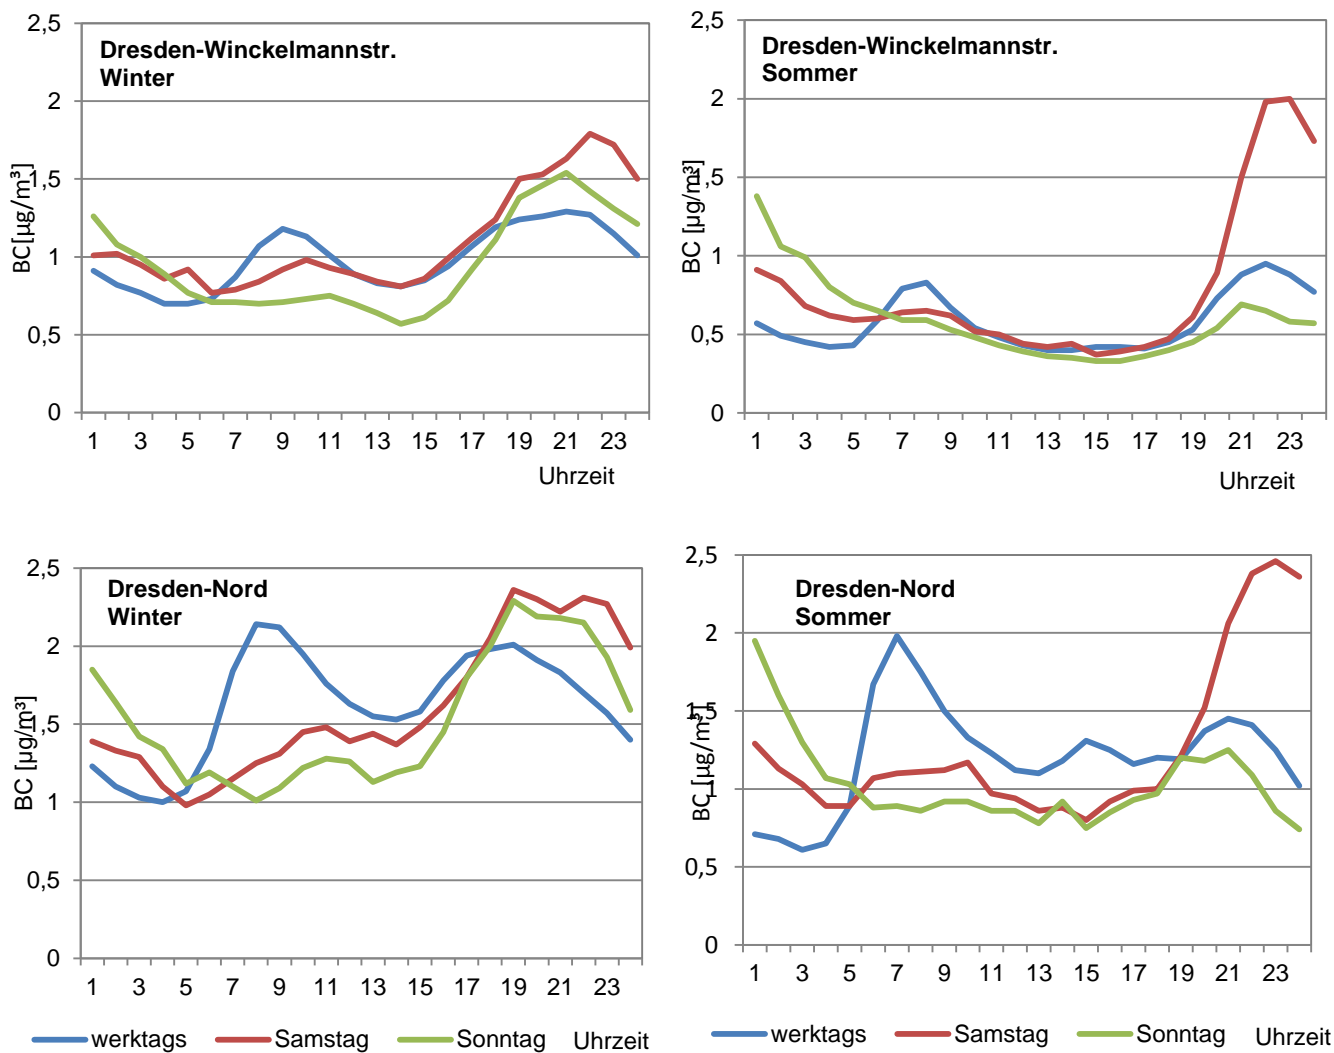 2,5
2
1,5
1
0,5
0
BC[µg/m³]
Dresden-Winckelmannstr.
Winter
1 3 5 7 9 11 13 15 17 19 21 23
Uhrzeit
2,5
2
1,5
1
0,5
0
BC [µg/m³]
Dresden-Winckelmannstr.
Sommer
1 3 5 7 9 11 13 15 17 19 21 23
Uhrzeit
2,5
2
1,5
1
0,5
0
BC [µg/m³]
Dresden-Nord
Winter
1 3 5 7 9 11 13 15 17 19 21 23
werktags Samstag Sonntag Uhrzeit
2,5
2
1,5
1
0,5
0
BC [µg/m³]
Dresden-Nord
Sommer
1 3 5 7 9 11 13 15 17 19 21 23
werktags Samstag Sonntag Uhrzeit